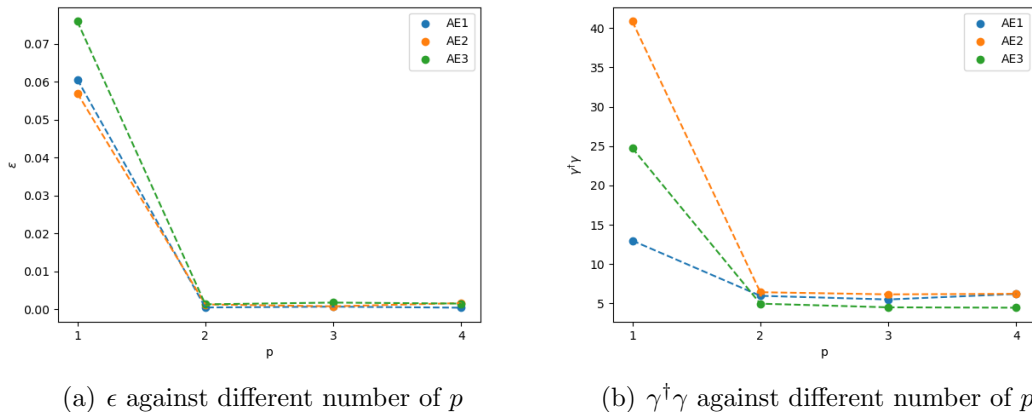 0.07
0.06
0.05
0.04
0.03
0.02
0.01
0.00
ε
1 2 3 4
p
AE1
AE2
AE3
(a) ϵ against different number of p
40
35
30
25
20
15
10
5
γ†γ
1 2 3 4
p
AE1
AE2
AE3
(b) γ†γ against different number of p